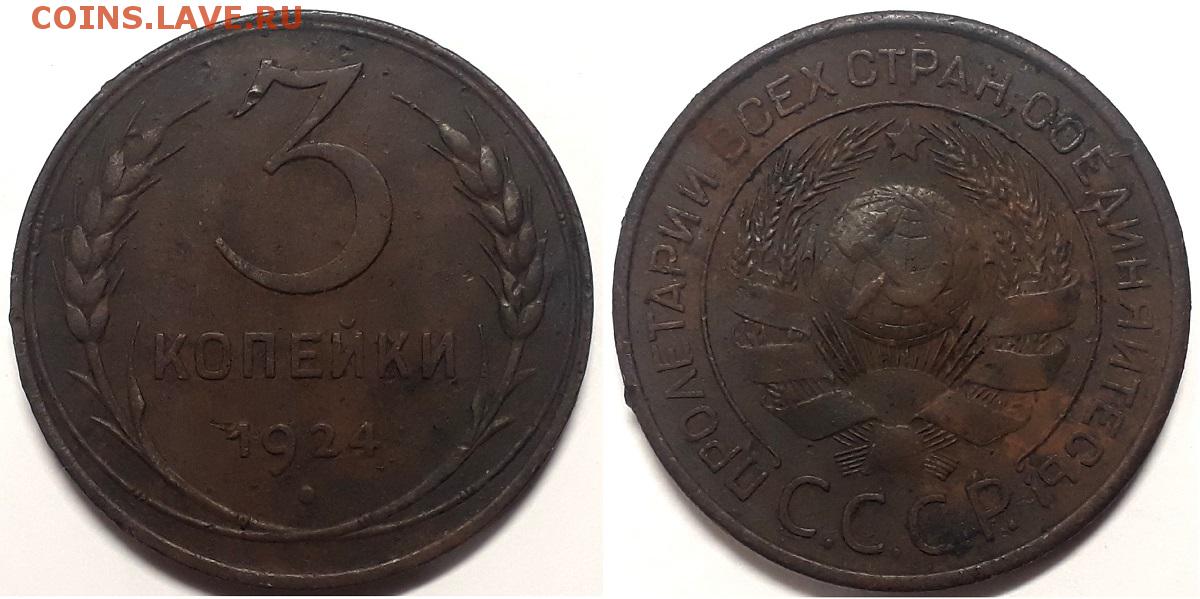 COINS.LAVE.RU
3
КОПЕЙКИ
1924
ПРОЛЕТАРИИ ВСЕХ СТРАН, СОЕДИНЯЙТЕСЬ!
С.С.С.Р.